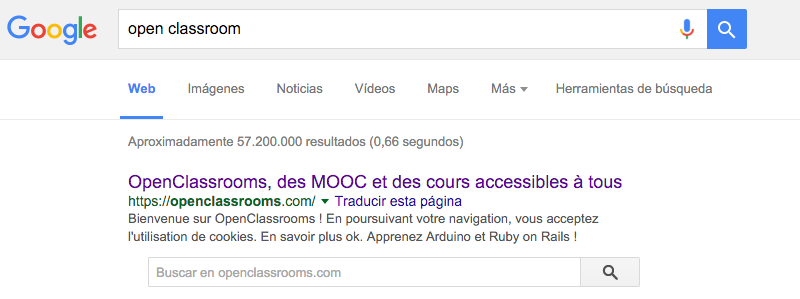 Google open classroom
Web Imágenes Noticias Vídeos Maps Más Herramientas de búsqueda
Aproximadamente 57.200.000 resultados (0,66 segundos)
OpenClassrooms, des MOOC et des cours accessibles à tous
https://openclassrooms.com/ Traducir esta página
Bienvenue sur OpenClassrooms ! En poursuivant votre navigation, vous acceptez
l'utilisation de cookies. En savoir plus ok. Apprenez Arduino et Ruby on Rails !
Buscar en openclassrooms.com